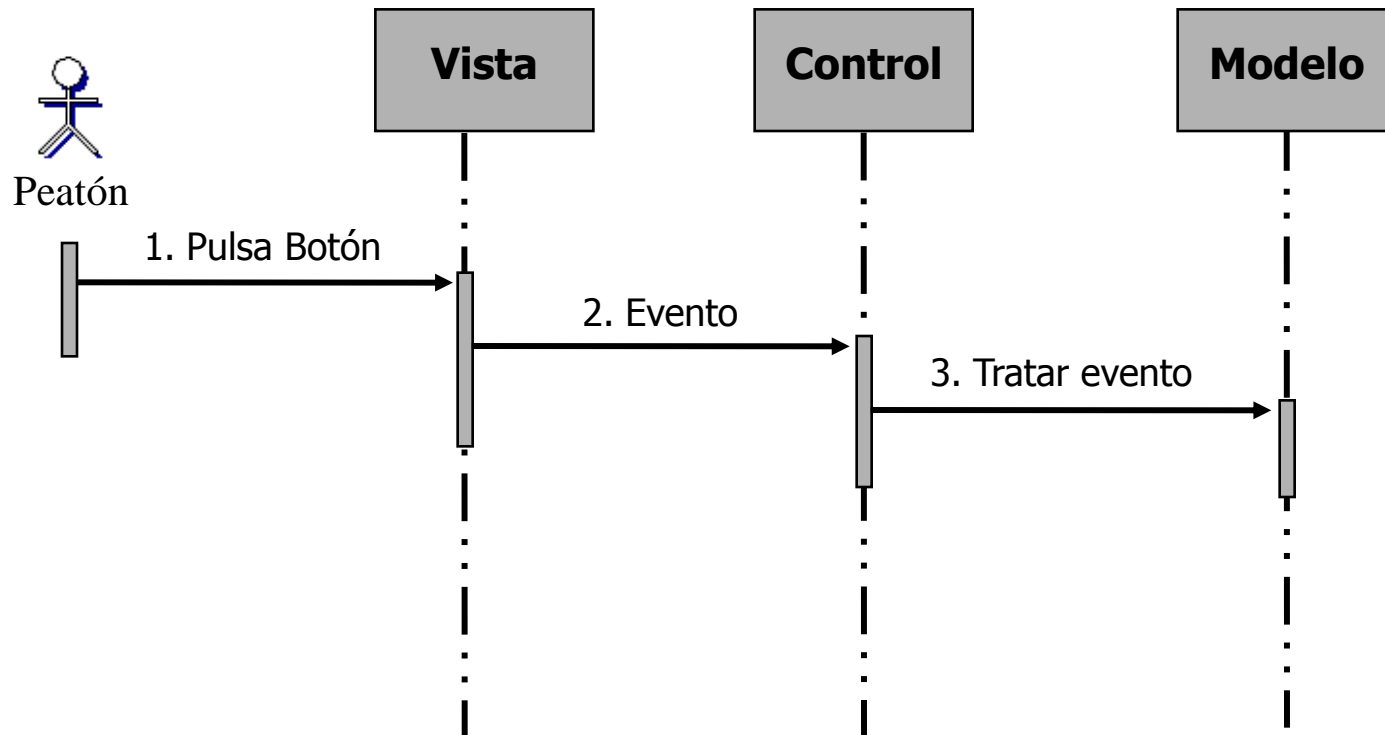 Vista
Control
Modelo
Peatón
1. Pulsa Botón
2. Evento
3. Tratar evento